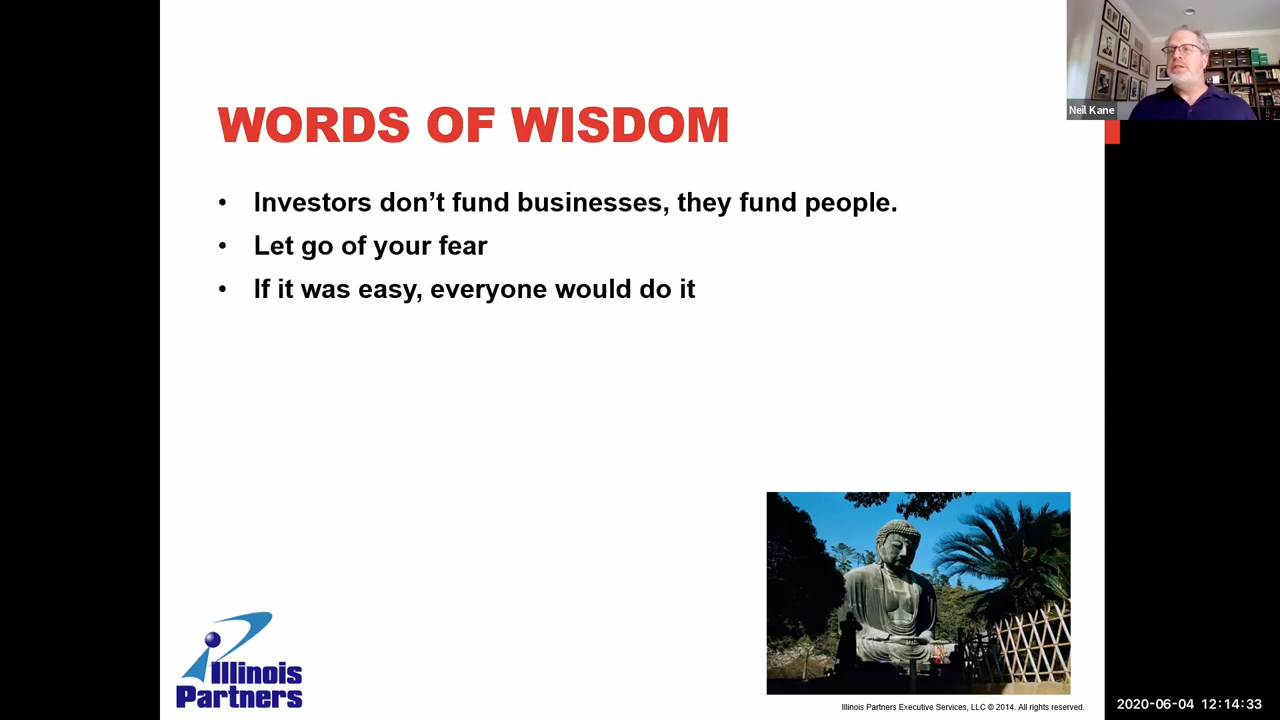 Neil Kane
WORDS OF WISDOM
• Investors don’t fund businesses, they fund people.
• Let go of your fear
• If it was easy, everyone would do it
Illinois
Partners
Illinois Partners Executive Services, LLC © 2014. All rights reserved.
2020-06-04 12:14:33